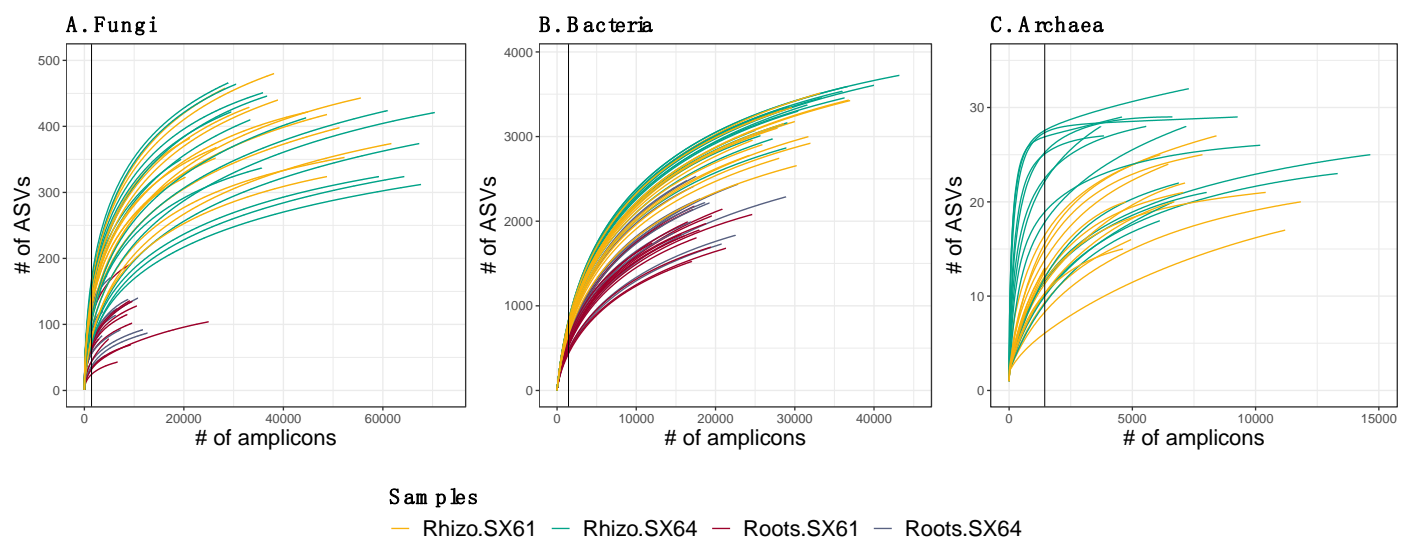 A. Fungi
B. Bacteria
C. Archaea
# of ASVs
500
400
300
200
100
0
0 20000 40000 60000
# of amplicons
# of ASVs
4000
3000
2000
1000
0
0 10000 20000 30000 40000
# of amplicons
# of ASVs
30
20
10
0
0 5000 10000 15000
# of amplicons
Samples
Rhizo.SX61 Rhizo.SX64 Roots.SX61 Roots.SX64